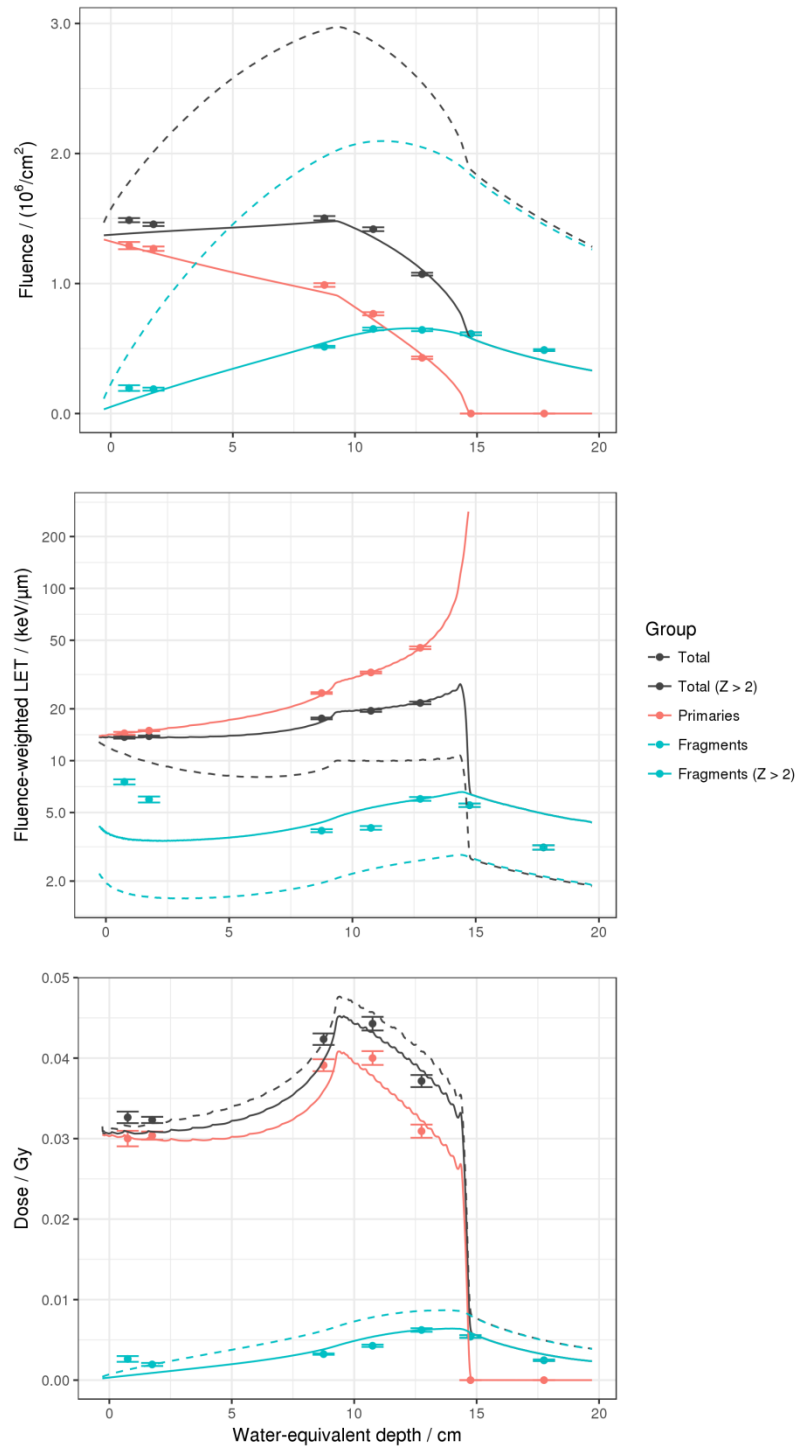 3.0
2.0
1.0
0.0
Fluence / (10⁶/cm²)
0 5 10 15 20
200
100
50
20
10
5.0
2.0
Fluence-weighted LET / (keV/μm)
0 5 10 15 20
Group
Total
Total (Z > 2)
Primaries
Fragments
Fragments (Z > 2)
0.05
0.04
0.03
0.02
0.01
0.00
Dose / Gy
0 5 10 15 20
Water-equivalent depth / cm